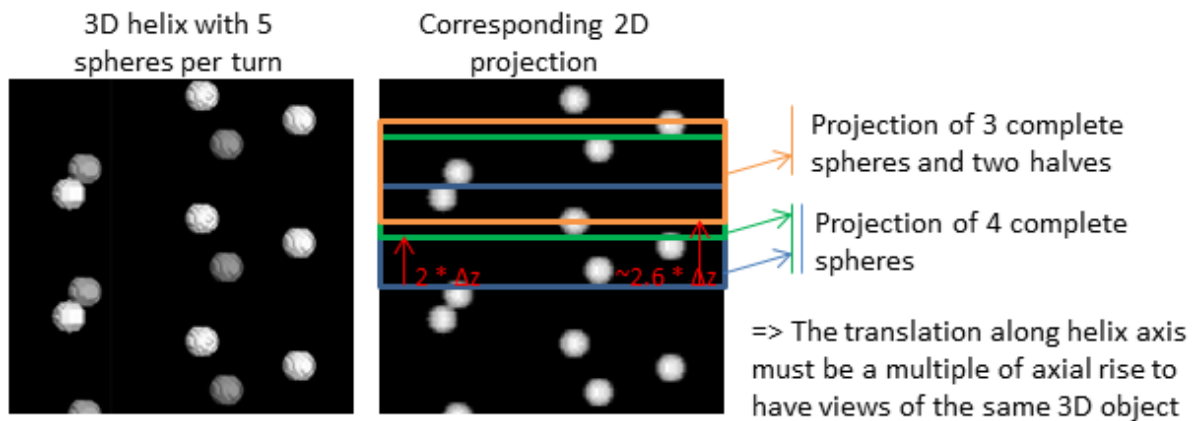 3D helix with 5
spheres per turn
Corresponding 2D
projection
Projection of 3 complete
spheres and two halves
Projection of 4 complete
spheres
2 * Δz
~2.6 * Δz
=> The translation along helix axis
must be a multiple of axial rise to
have views of the same 3D object